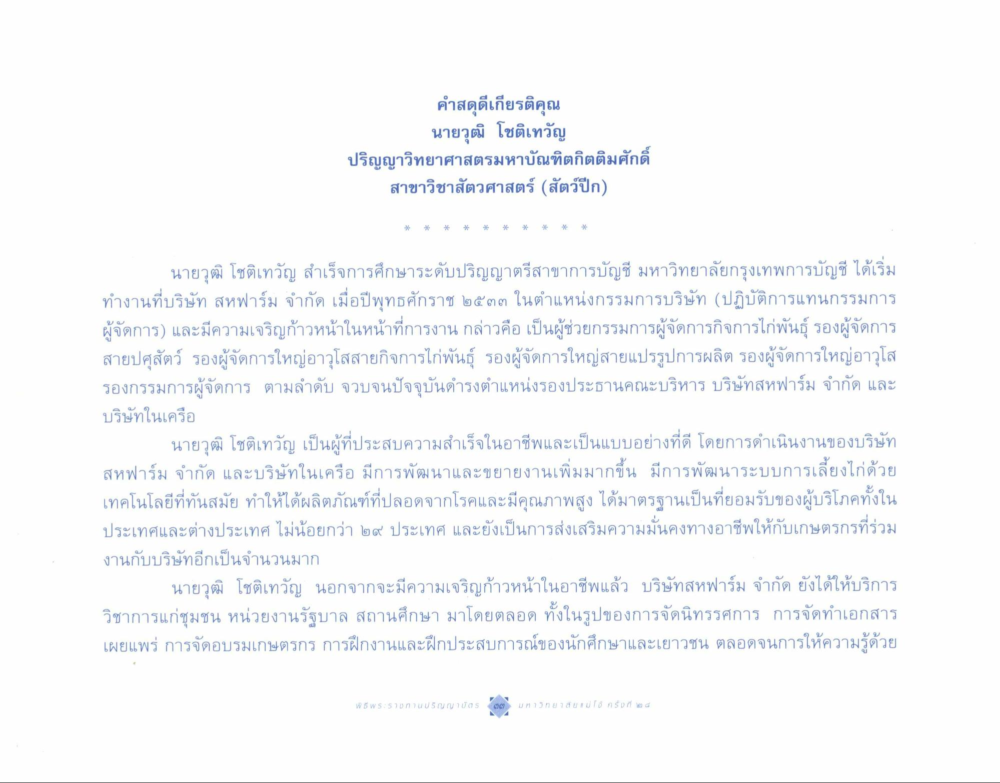 คำสดุดีเกียรติคุณ
นายวุฒิ โชติเทวัญ
ปริญญาวิทยาศาสตรมหาบัณฑิตกิตติมศักดิ์
สาขาวิชาสัตวศาสตร์ (สัตว์ปีก)
* * * * * * * * * *
นายวุฒิ โชติเทวัญ สำเร็จการศึกษาระดับปริญญาตรีสาขาการบัญชี มหาวิทยาลัยกรุงเทพการบัญชี ได้เริ่ม
ทำงานที่บริษัท สหฟาร์ม จำกัด เมื่อปีพุทธศักราช ๒๕๓๓ ในตำแหน่งกรรมการบริษัท (ปฏิบัติการแทนกรรมการ
ผู้จัดการ) และมีความเจริญก้าวหน้าในหน้าที่การงาน กล่าวคือ เป็นผู้ช่วยกรรมการผู้จัดการกิจการไก่พันธุ์ รองผู้จัดการ
สายปศุสัตว์ รองผู้จัดการใหญ่อาวุโสสายกิจการไก่พันธุ์ รองผู้จัดการใหญ่สายแปรรูปการผลิต รองผู้จัดการใหญ่อาวุโส
รองกรรมการผู้จัดการ ตามลำดับ จวบจนปัจจุบันดำรงตำแหน่งรองประธานคณะบริหาร บริษัทสหฟาร์ม จำกัด และ
บริษัทในเครือ
นายวุฒิ โชติเทวัญ เป็นผู้ที่ประสบความสำเร็จในอาชีพและเป็นแบบอย่างที่ดี โดยการดำเนินงานของบริษัท
สหฟาร์ม จำกัด และบริษัทในเครือ มีการพัฒนาและขยายงานเพิ่มมากขึ้น มีการพัฒนาระบบการเลี้ยงไก่ด้วย
เทคโนโลยีที่ทันสมัย ทำให้ได้ผลิตภัณฑ์ที่ปลอดจากโรคและมีคุณภาพสูง ได้มาตรฐานเป็นที่ยอมรับของผู้บริโภคทั้งใน
ประเทศและต่างประเทศ ไม่น้อยกว่า ๒๙ ประเทศ และยังเป็นการส่งเสริมความมั่นคงทางอาชีพให้กับเกษตรกรที่ร่วม
งานกับบริษัทอีกเป็นจำนวนมาก
นายวุฒิ โชติเทวัญ นอกจากจะมีความเจริญก้าวหน้าในอาชีพแล้ว บริษัทสหฟาร์ม จำกัด ยังได้ให้บริการ
วิชาการแก่ชุมชน หน่วยงานรัฐบาล สถานศึกษา มาโดยตลอด ทั้งในรูปของการจัดนิทรรศการ การจัดทำเอกสาร
เผยแพร่ การจัดอบรมเกษตรกร การฝึกงานและฝึกประสบการณ์ของนักศึกษาและเยาวชน ตลอดจนการให้ความรู้ด้วย
พิธีพระราชทานปริญญาบัตร ๓๓ มหาวิทยาลัยแม่โจ้ ครั้งที่ ๒๘